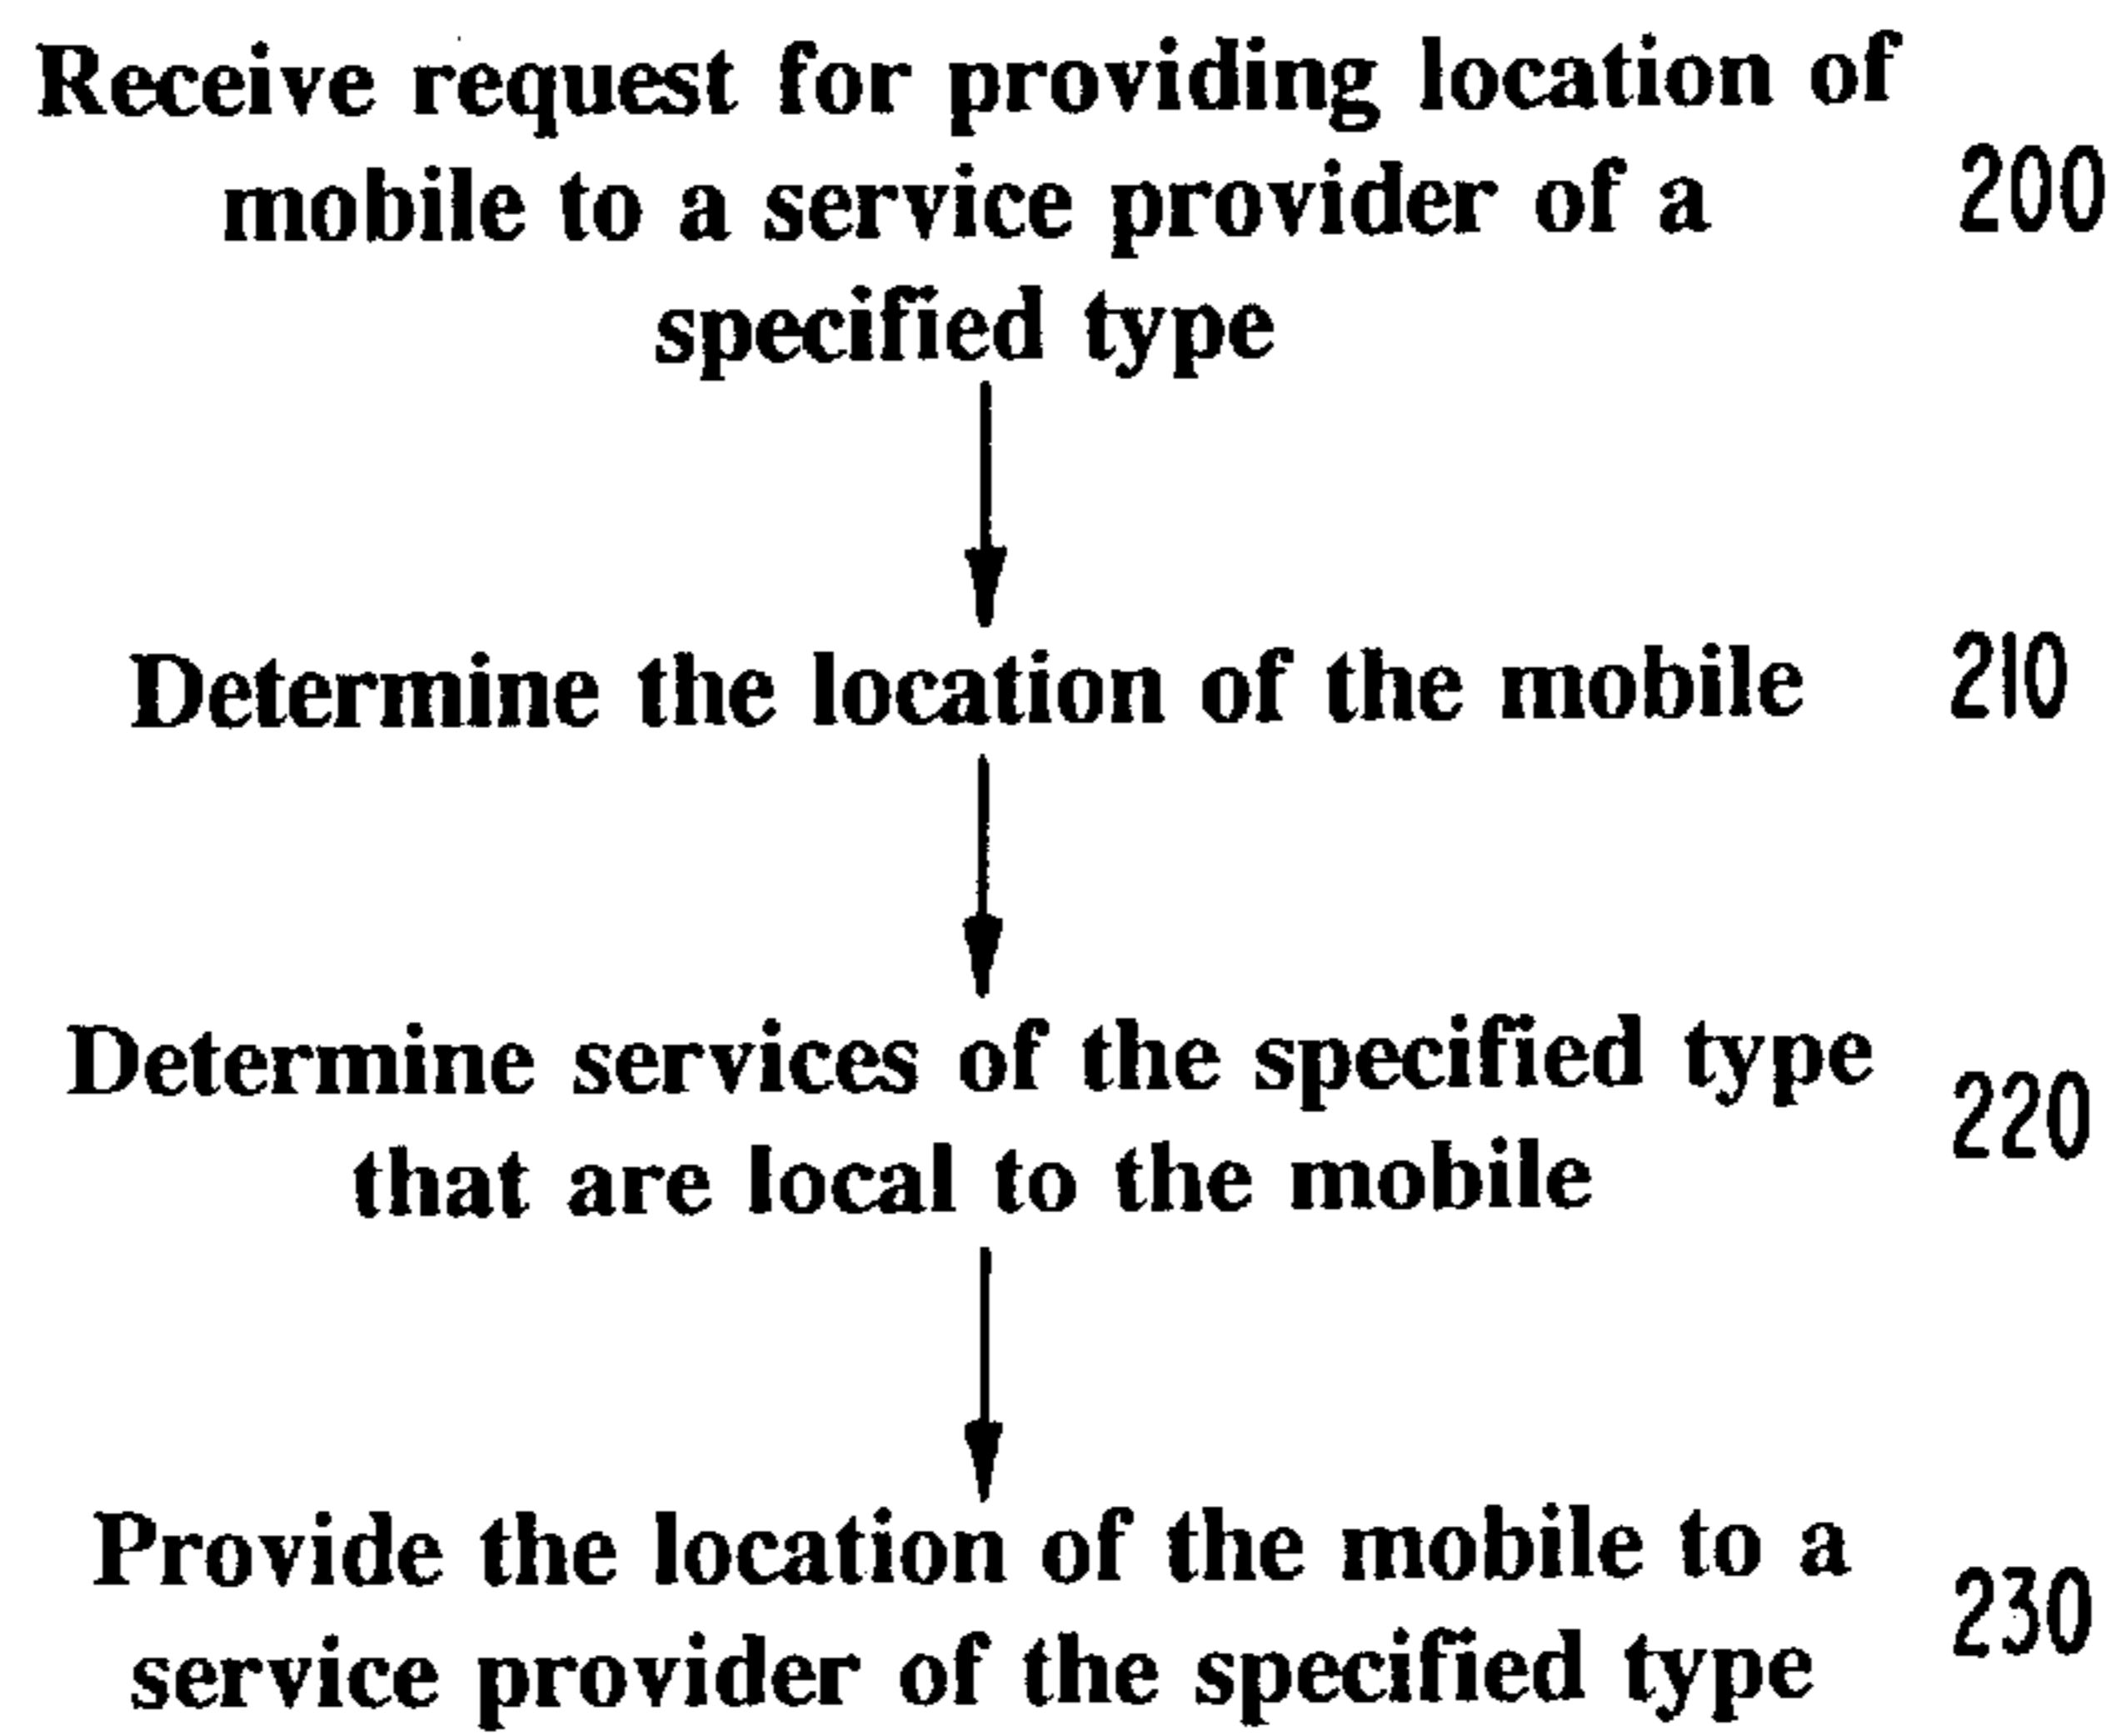 Receive request for providing location of
mobile to a service provider of a
specified type
200
Determine the location of the mobile
210
Determine services of the specified type
that are local to the mobile
220
Provide the location of the mobile to a
service provider of the specified type
230